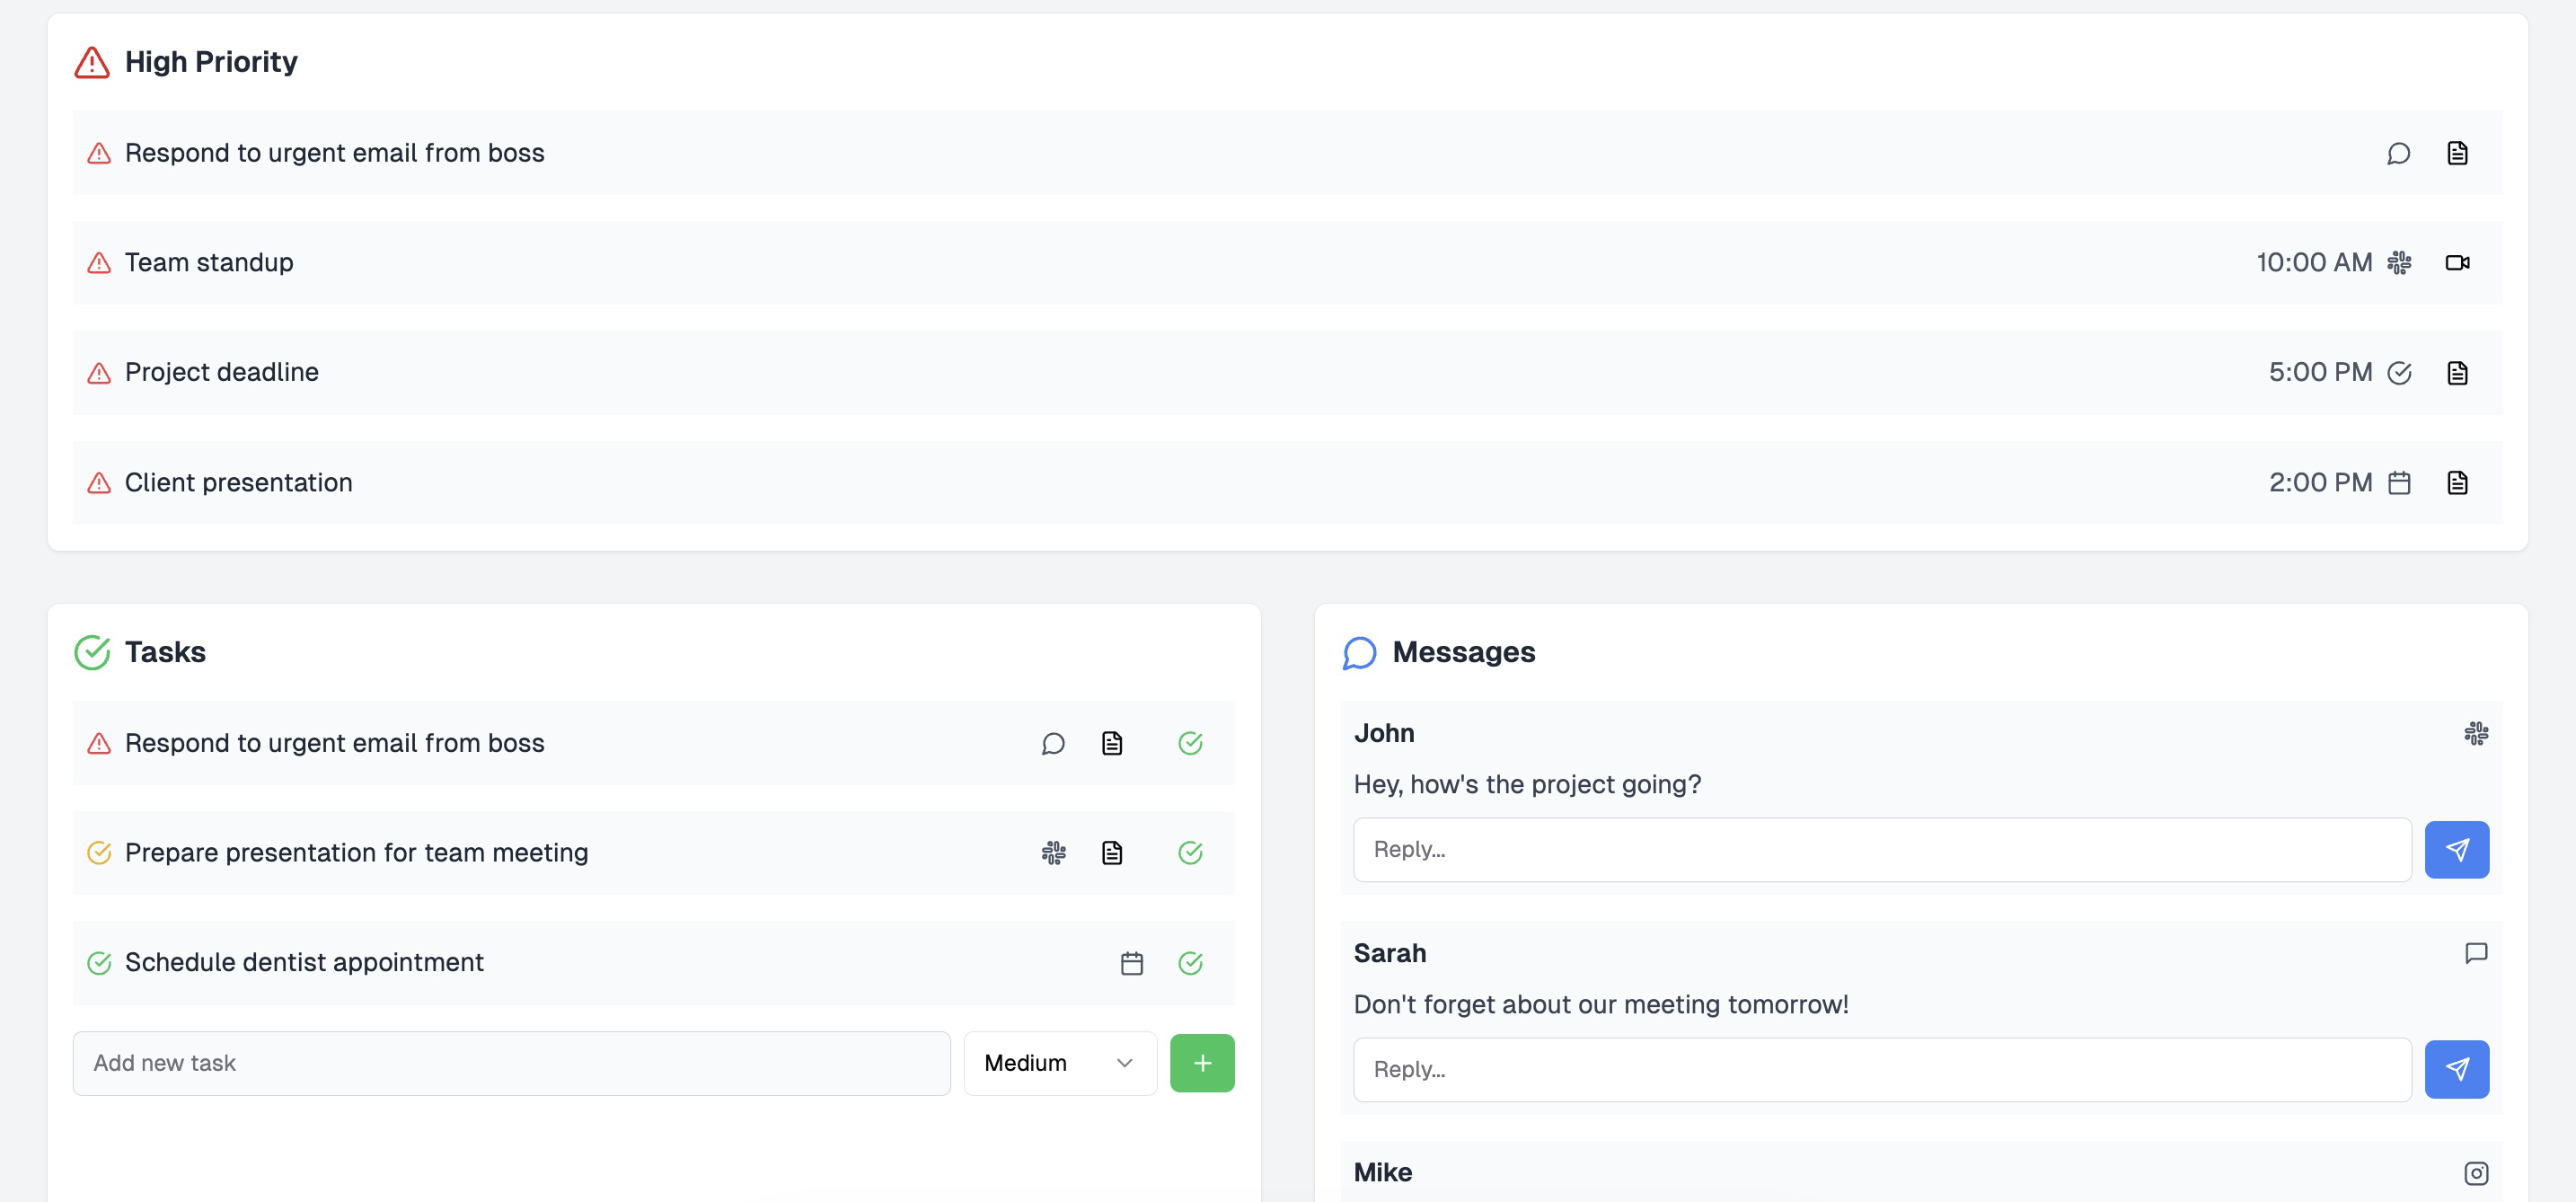 High Priority
Respond to urgent email from boss
Team standup
10:00 AM
Project deadline
5:00 PM
Client presentation
2:00 PM
Tasks
Respond to urgent email from boss
Prepare presentation for team meeting
Schedule dentist appointment
Add new task
Medium
Messages
John
Hey, how's the project going?
Reply...
Sarah
Don't forget about our meeting tomorrow!
Reply...
Mike